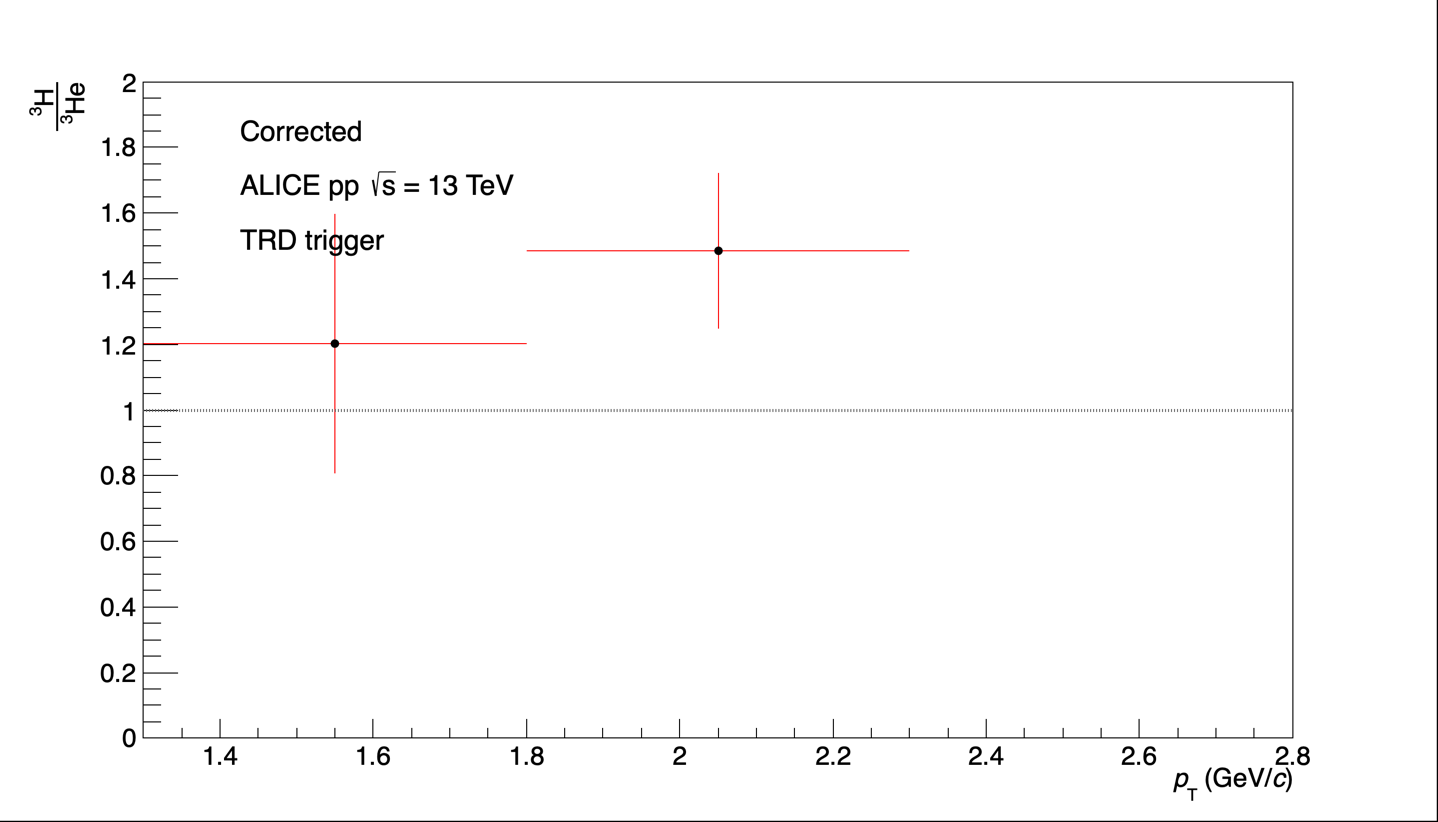 ³H
³He
2
Corrected
1.8
ALICE pp √s = 13 TeV
1.6
TRD trigger
1.4
1.2
1
0.8
0.6
0.4
0.2
0
1.4 1.6 1.8 2 2.2 2.4 2.6 2.8
p_T (GeV/c)